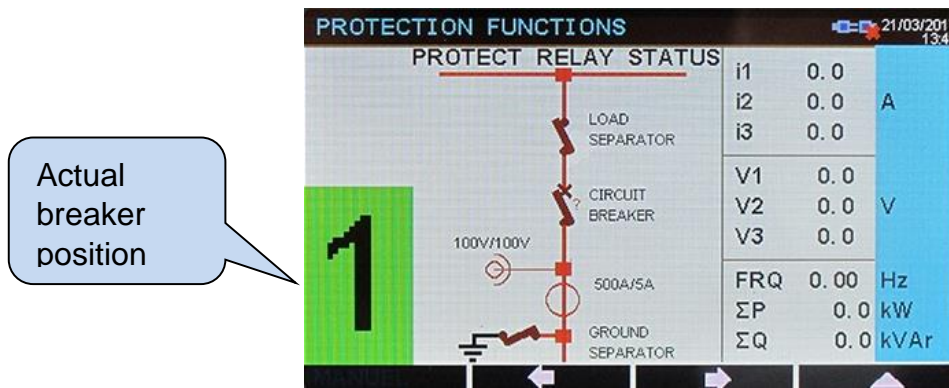 Actual
breaker
position
PROTECTION FUNCTIONS
21/03/201
13:4
PROTECT RELAY STATUS
LOAD
SEPARATOR
CIRCUIT
BREAKER
?
100V/100V
500A/5A
GROUND
SEPARATOR
1
i1 0.0
i2 0.0 A
i3 0.0
V1 0.0
V2 0.0 V
V3 0.0
FRQ 0.00 Hz
ΣP 0.0 kW
ΣQ 0.0 kVAr